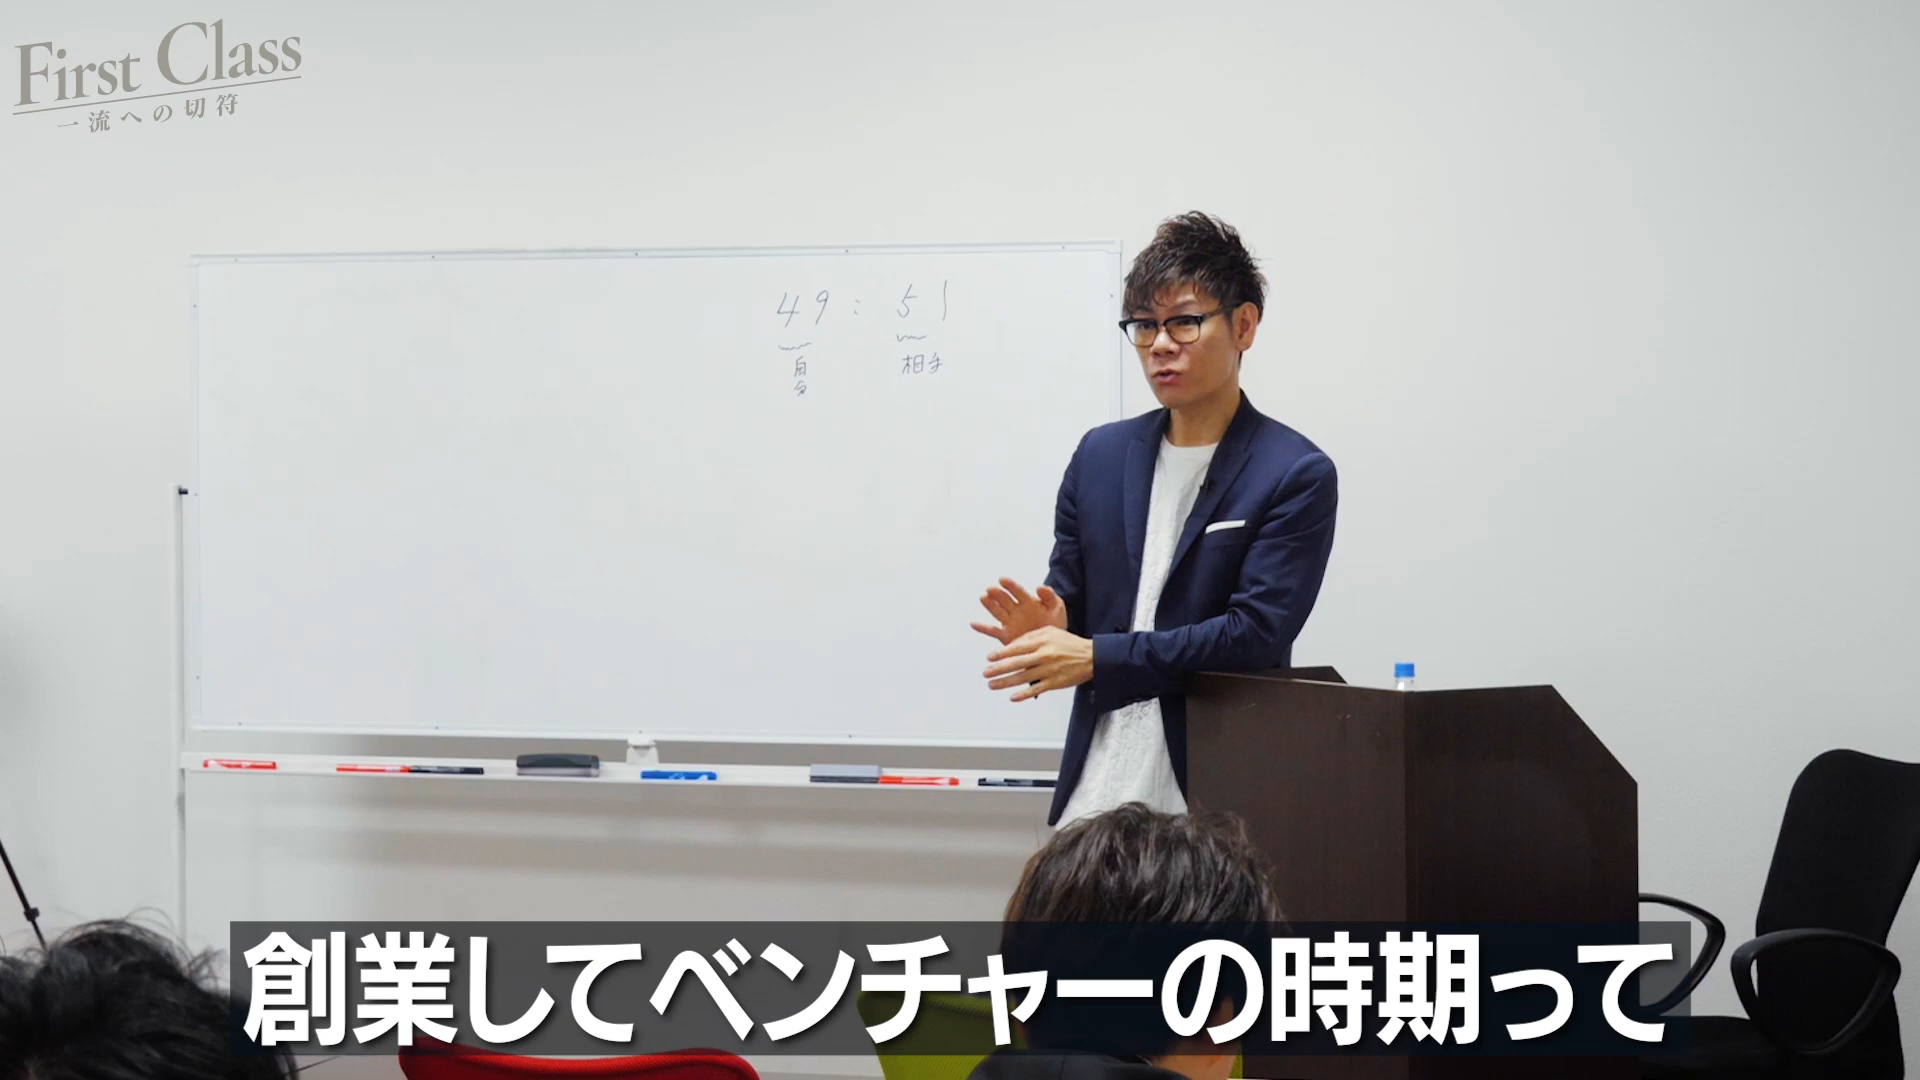 First Class
一流への切符
49：51
自分
相手
創業してベンチャーの時期って